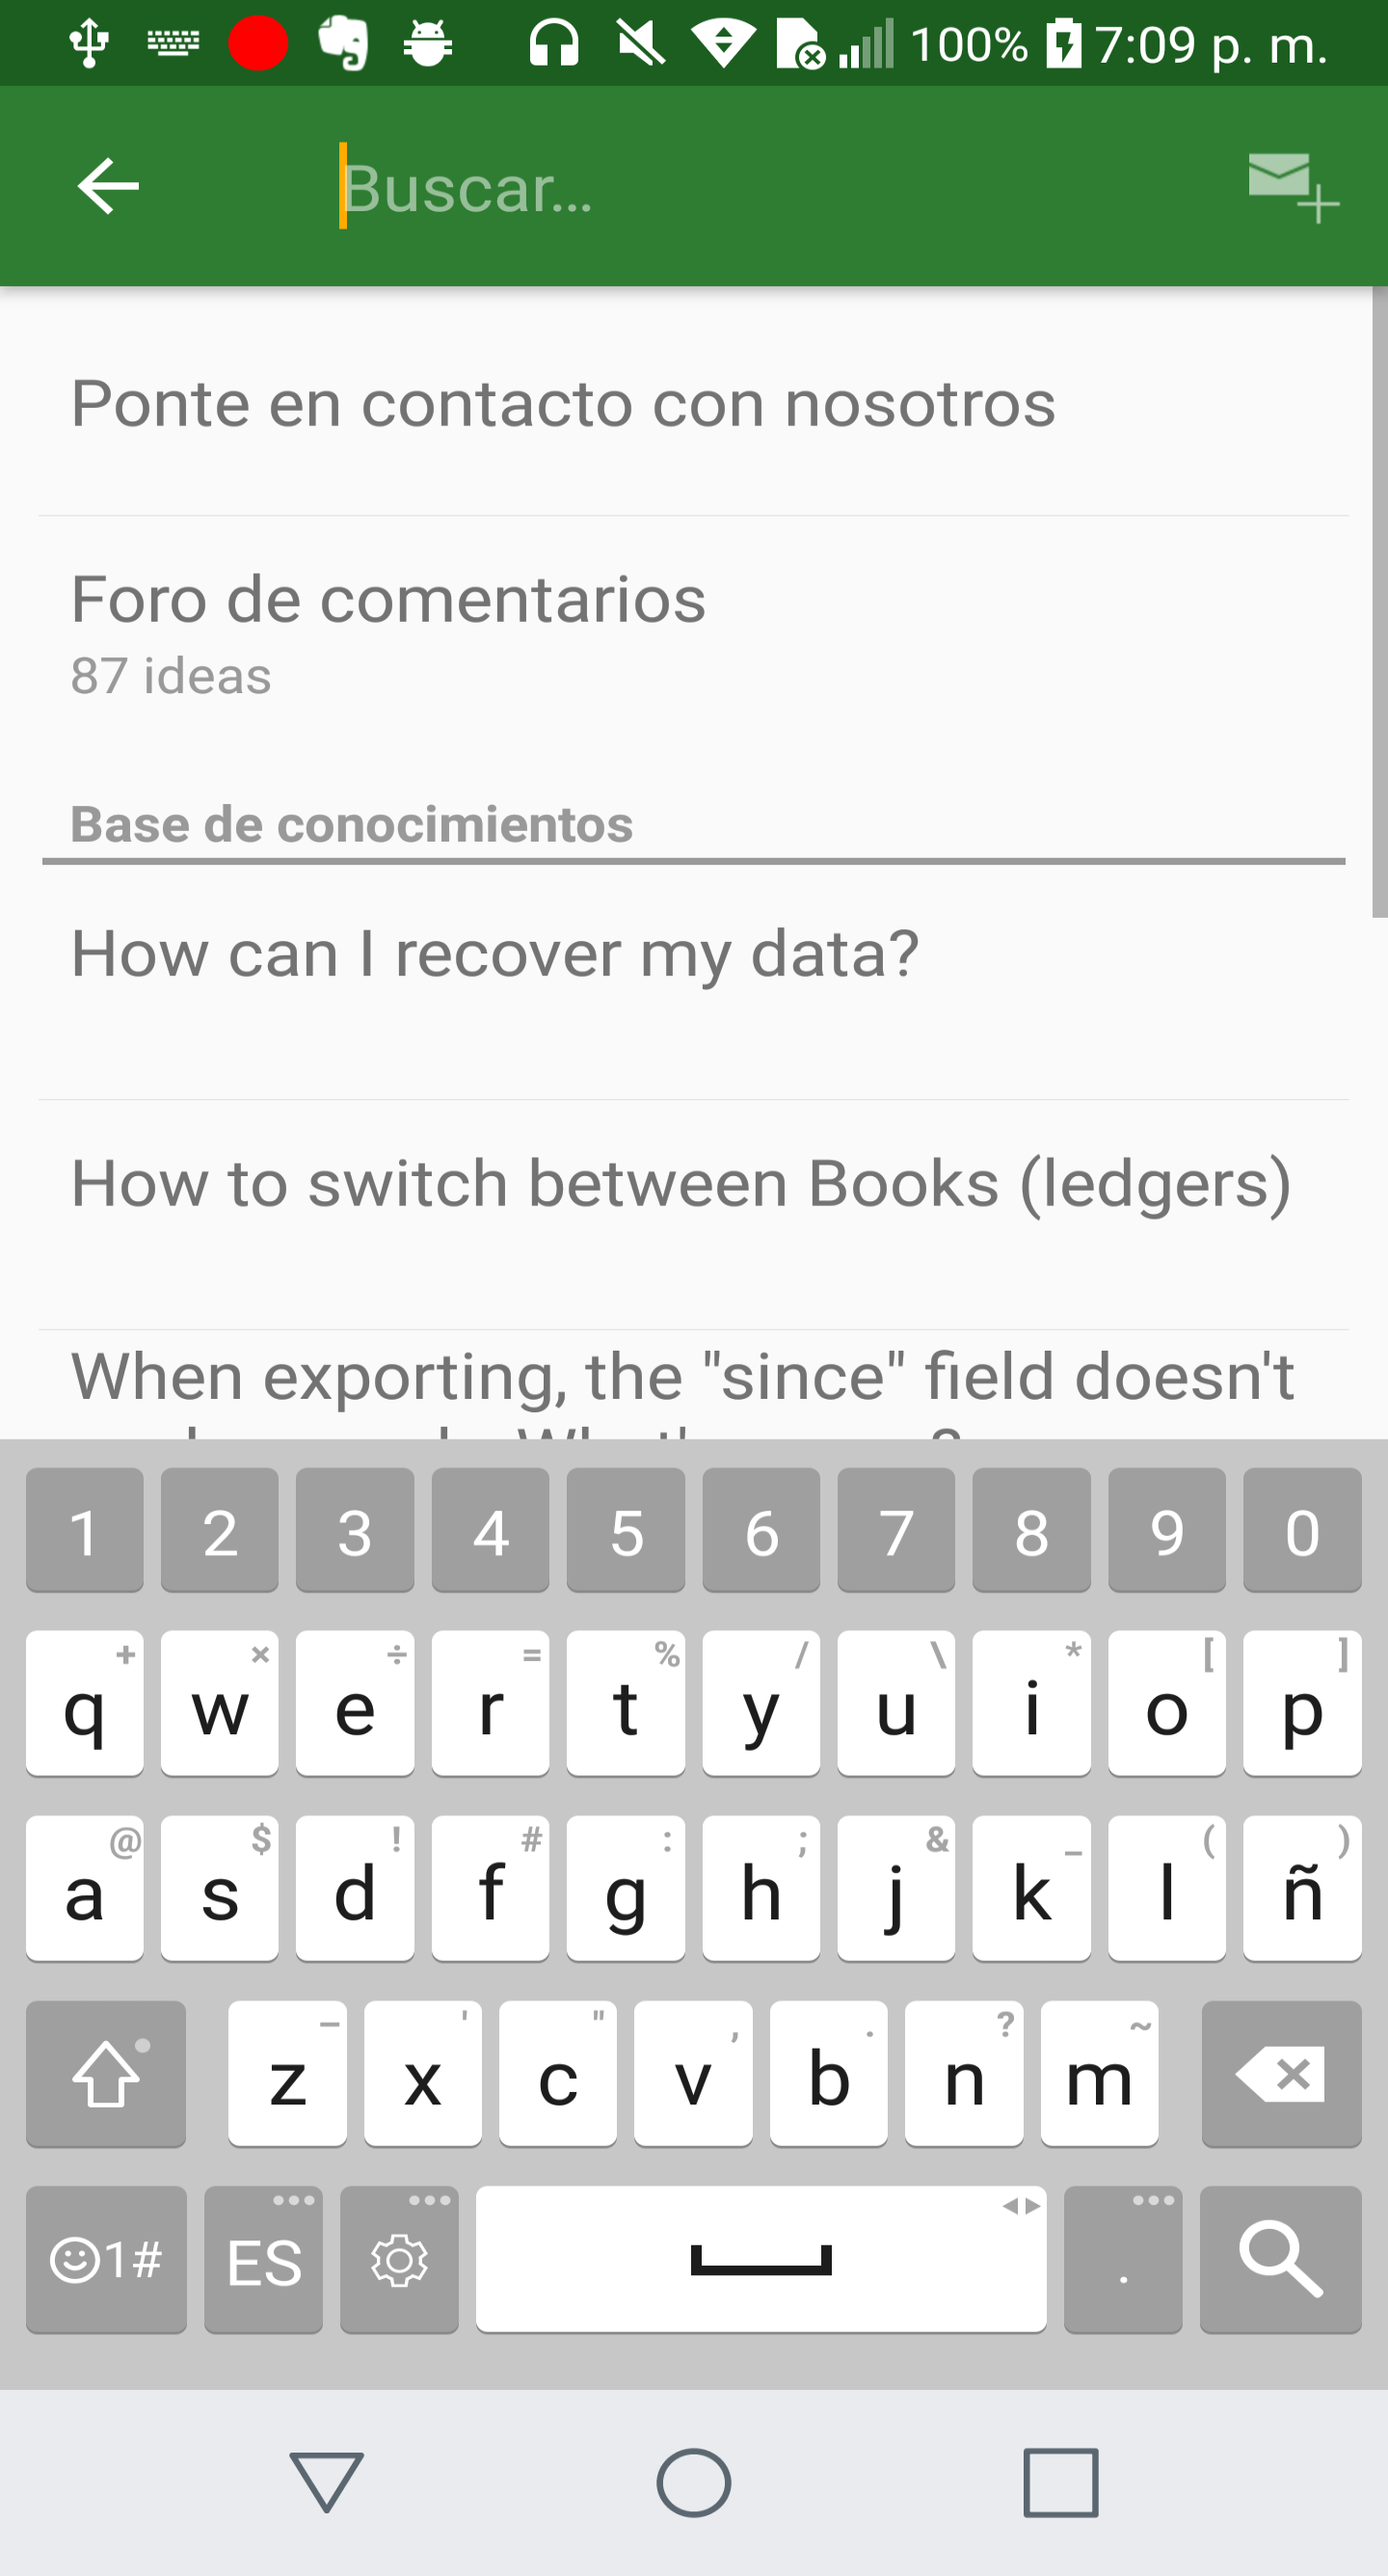 100% 7:09 p. m.
Buscar...
Ponte en contacto con nosotros
Foro de comentarios
87 ideas
Base de conocimientos
How can I recover my data?
How to switch between Books (ledgers)
When exporting, the "since" field doesn't
1 2 3 4 5 6 7 8 9 0
+ × ÷ = % / \ * [ ]
q w e r t y u i o p
@ $ ! # : ; & _ ( )
a s d f g h j k l ñ
– ' " , . ? ~
z x c v b n m
1# ES .